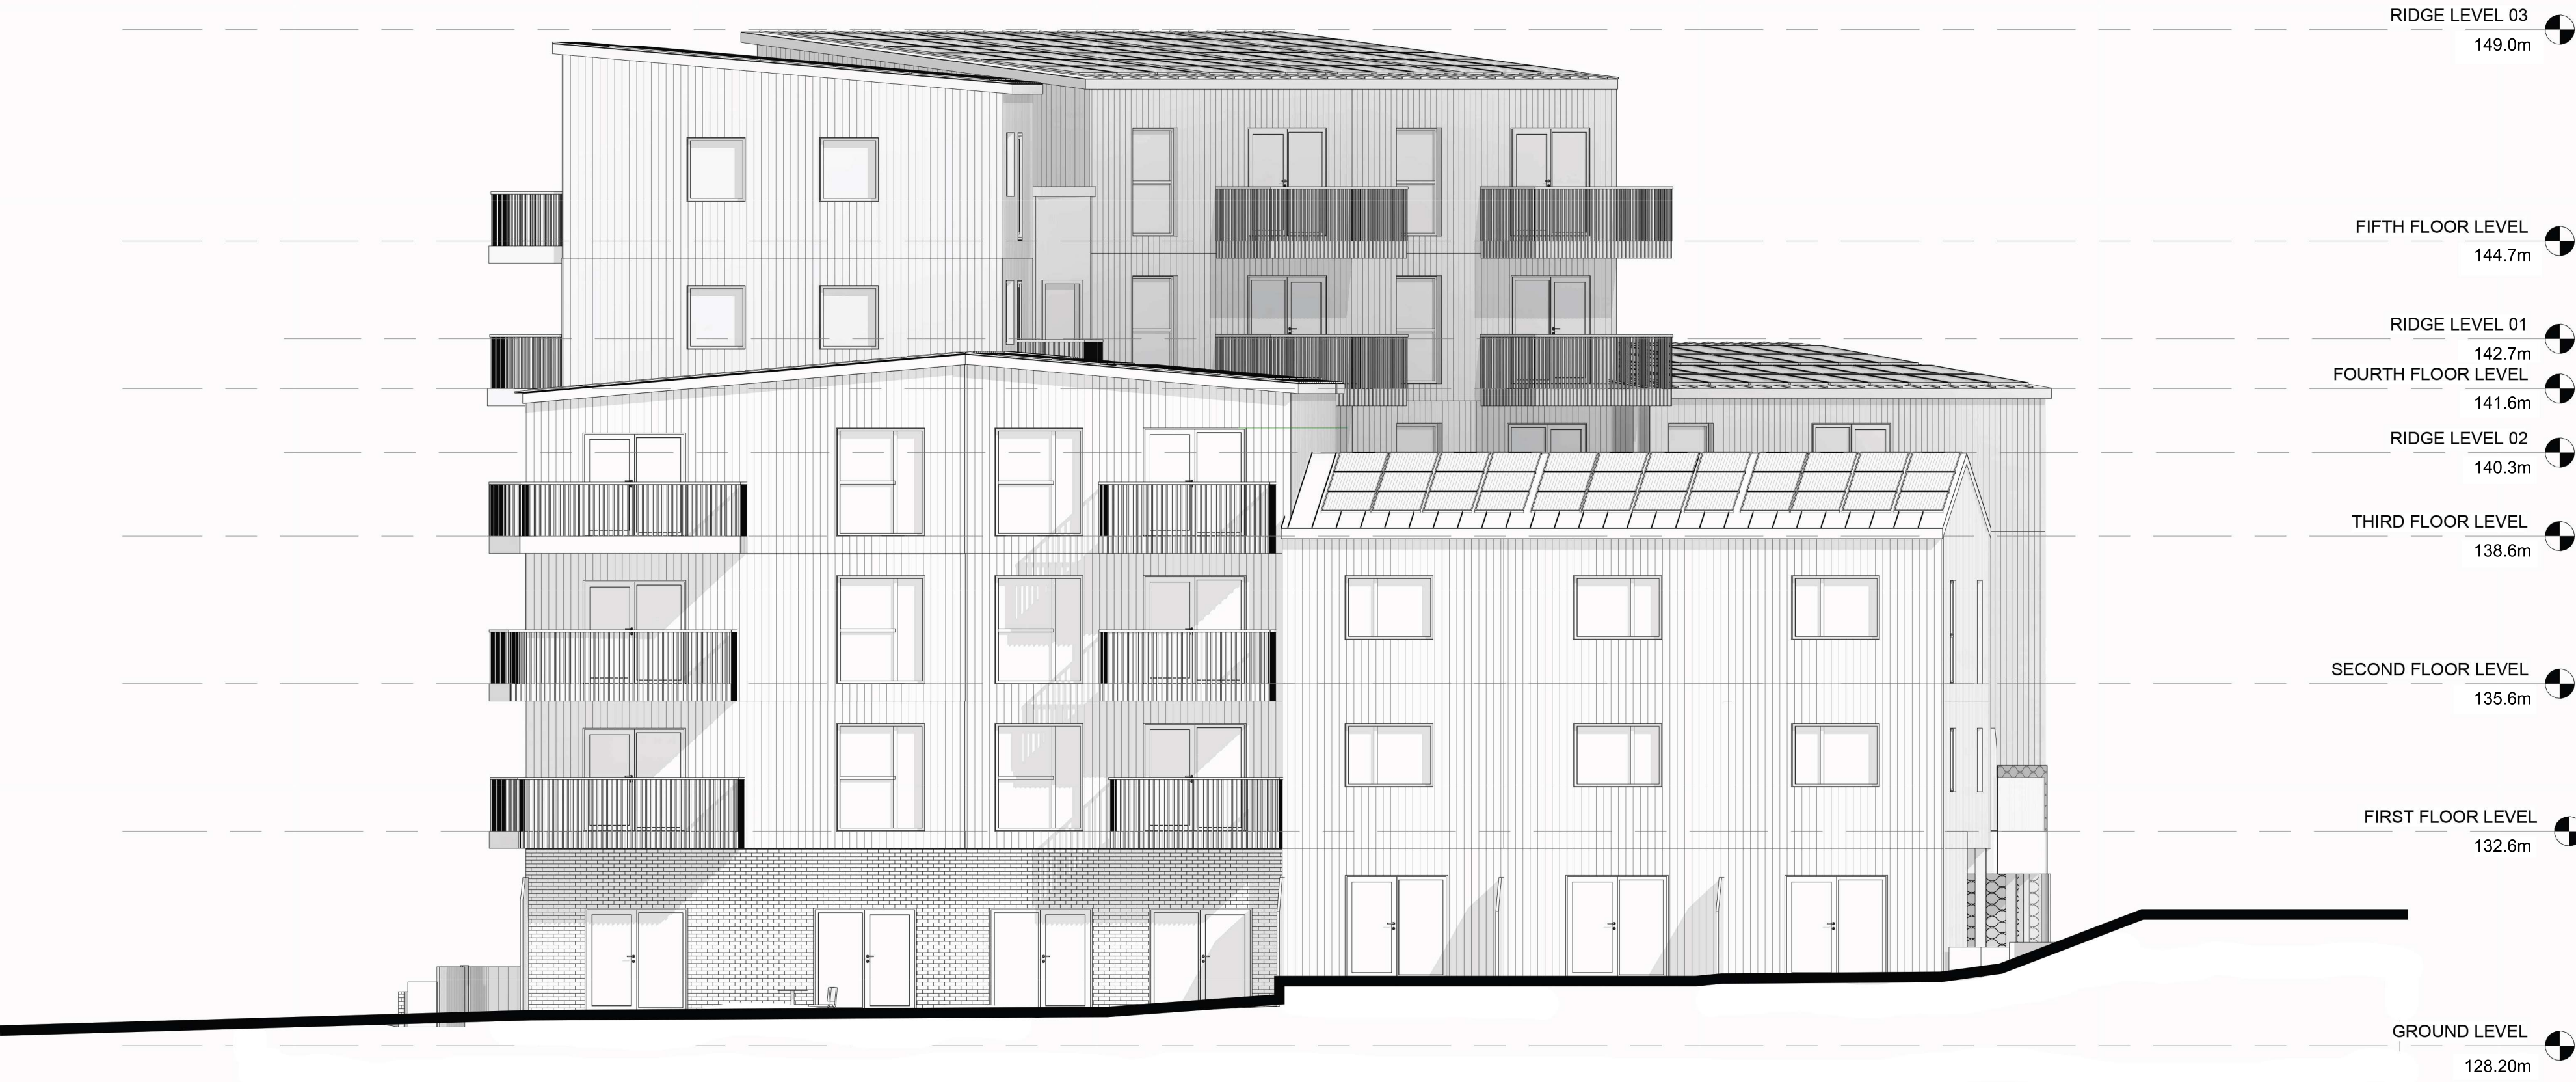 RIDGE LEVEL 03
149.0m
FIFTH FLOOR LEVEL
144.7m
RIDGE LEVEL 01
142.7m
FOURTH FLOOR LEVEL
141.6m
RIDGE LEVEL 02
140.3m
THIRD FLOOR LEVEL
138.6m
SECOND FLOOR LEVEL
135.6m
FIRST FLOOR LEVEL
132.6m
GROUND LEVEL
128.20m